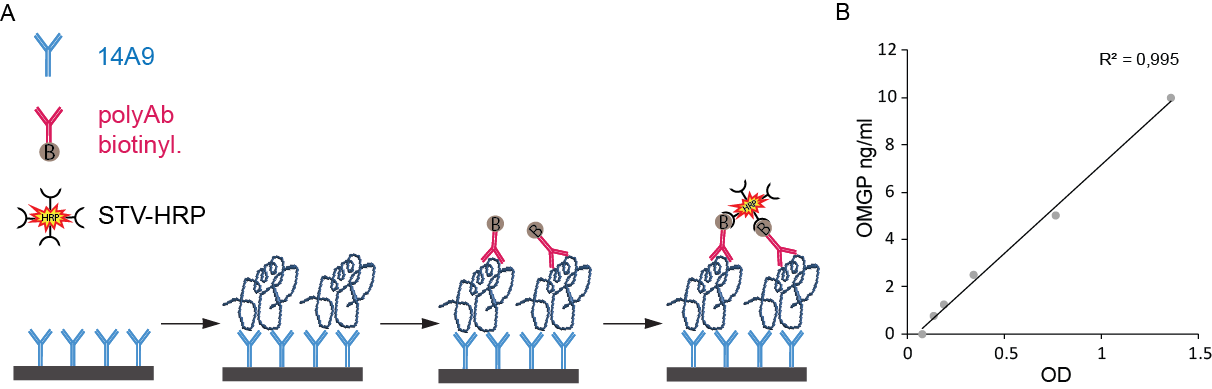 A
14A9
polyAb
biotinyl.
B
HRP
STV-HRP
B
B
B
HRP
B
B
R² = 0,995
OMGP ng/ml
12
10
8
6
4
2
0
0
0.5
1
1.5
OD